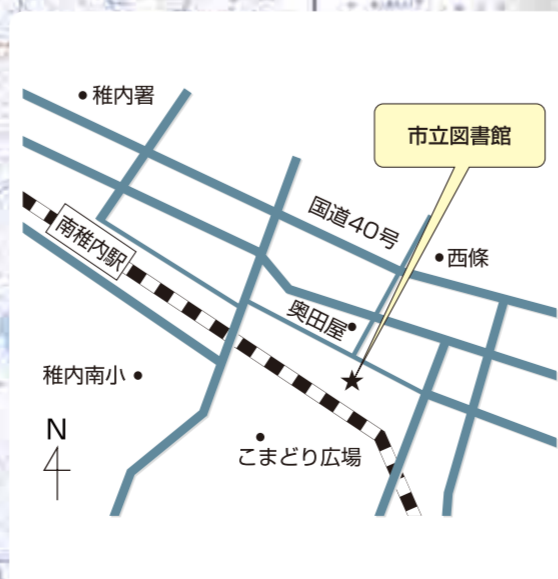 稚内署
市立図書館
国道40号
南稚内駅
西條
奥田屋
稚内南小
N
こまどり広場